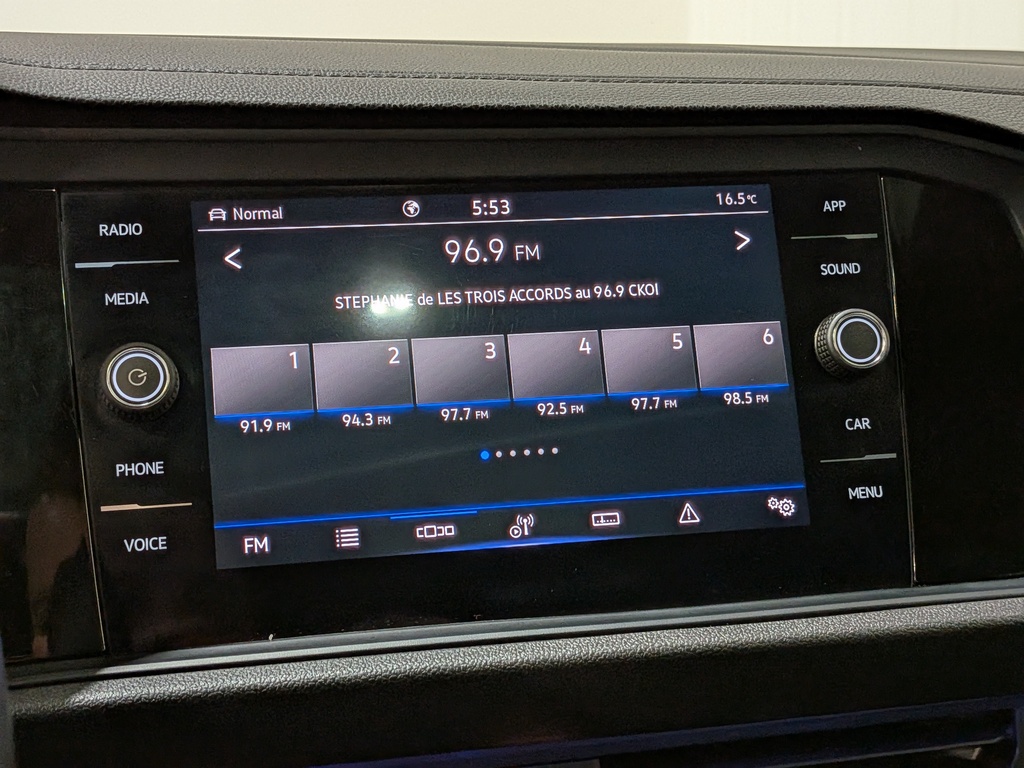 RADIO
MEDIA
PHONE
VOICE
Normal
5:53
16.5°C
<
96.9 FM
>
STEPHANIE de LES TROIS ACCORDS au 96.9 CKOI
1 2 3 4 5 6
91.9 FM 94.3 FM 97.7 FM 92.5 FM 97.7 FM 98.5 FM
FM
APP
SOUND
CAR
MENU